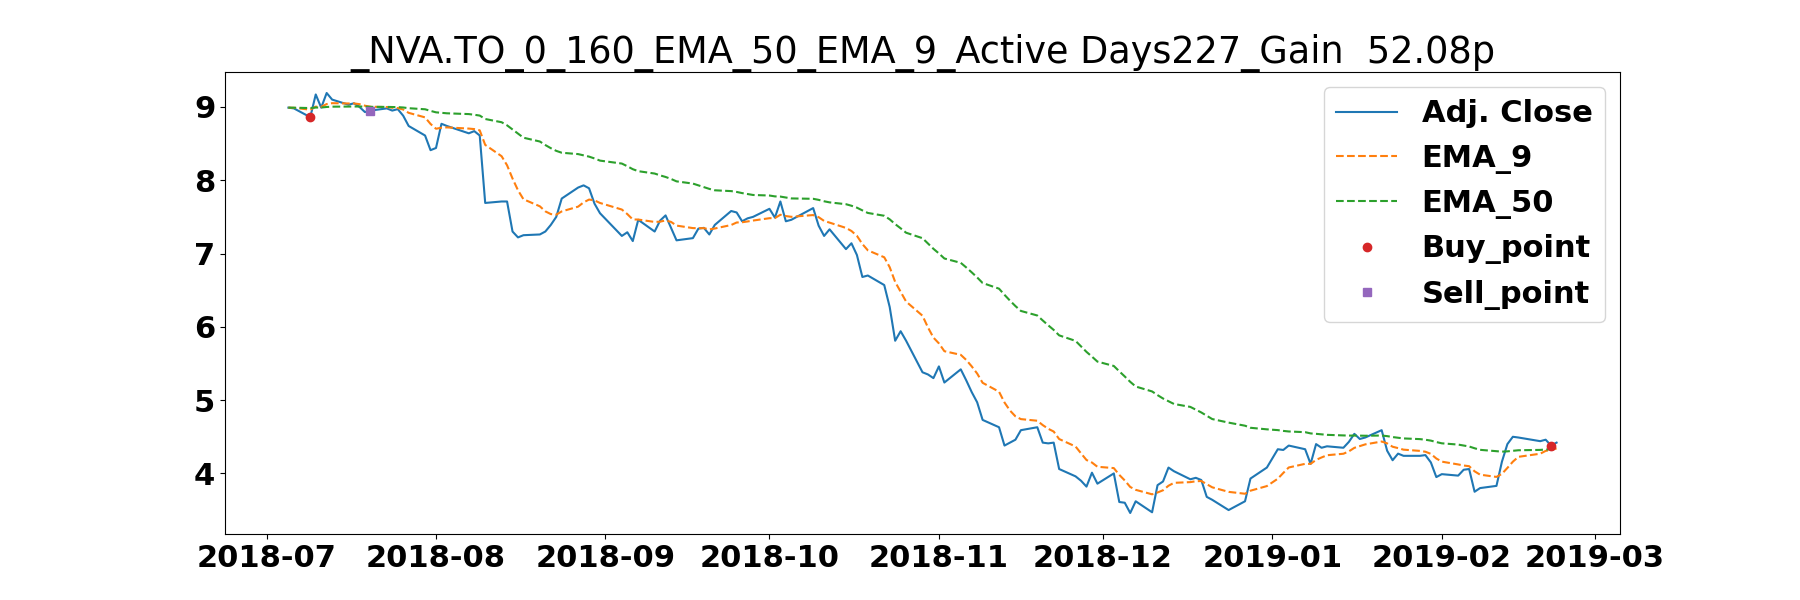 _NVA.TO_0_160_EMA_50_EMA_9_Active Days227_Gain  52.08p
9
8
7
6
5
4
Adj. Close
EMA_9
EMA_50
Buy_point
Sell_point
2018-07 2018-08 2018-09 2018-10 2018-11 2018-12 2019-01 2019-02 2019-03